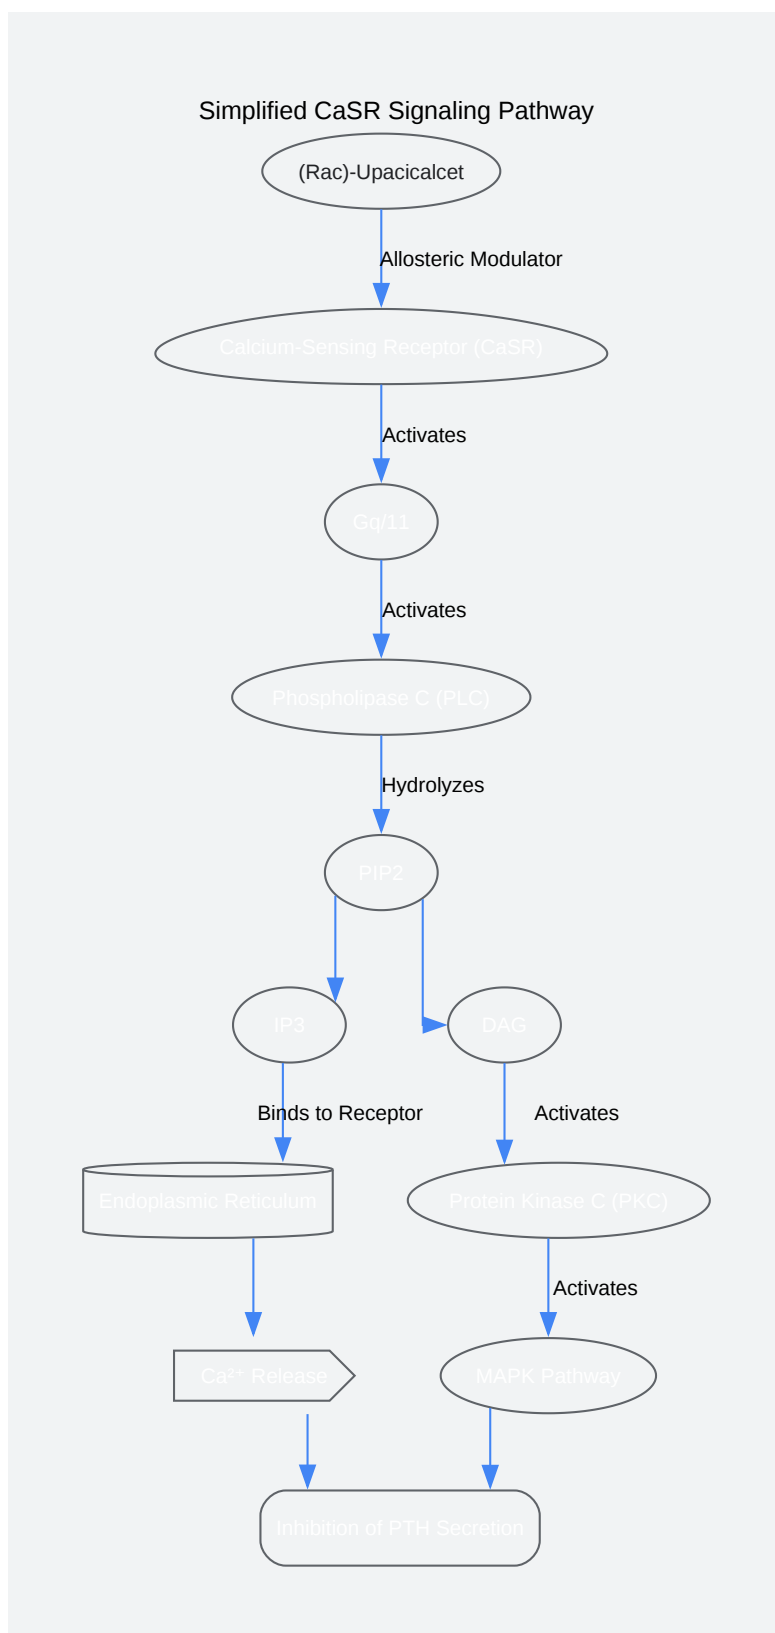 Simplified CaSR Signaling Pathway
(Rac)-Upacicalcet
Allosteric Modulator
Calcium-Sensing Receptor (CaSR)
Activates
Gq/11
Activates
Phospholipase C (PLC)
Hydrolyzes
PIP2
IP3
DAG
Binds to Receptor
Activates
Endoplasmic Reticulum
Protein Kinase C (PKC)
Activates
Ca²⁺ Release
MAPK Pathway
Inhibition of PTH Secretion